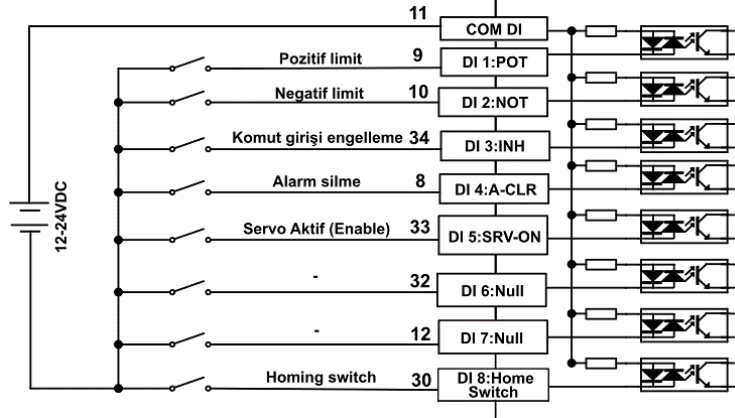 11 COM DI
Pozitif limit 9 DI 1:POT
Negatif limit 10 DI 2:NOT
Komut girişi engelleme 34 DI 3:INH
Alarm silme 8 DI 4:A-CLR
Servo Aktif (Enable) 33 DI 5:SRV-ON
- 32 DI 6:Null
- 12 DI 7:Null
Homing switch 30 DI 8:Home
Switch
12-24VDC